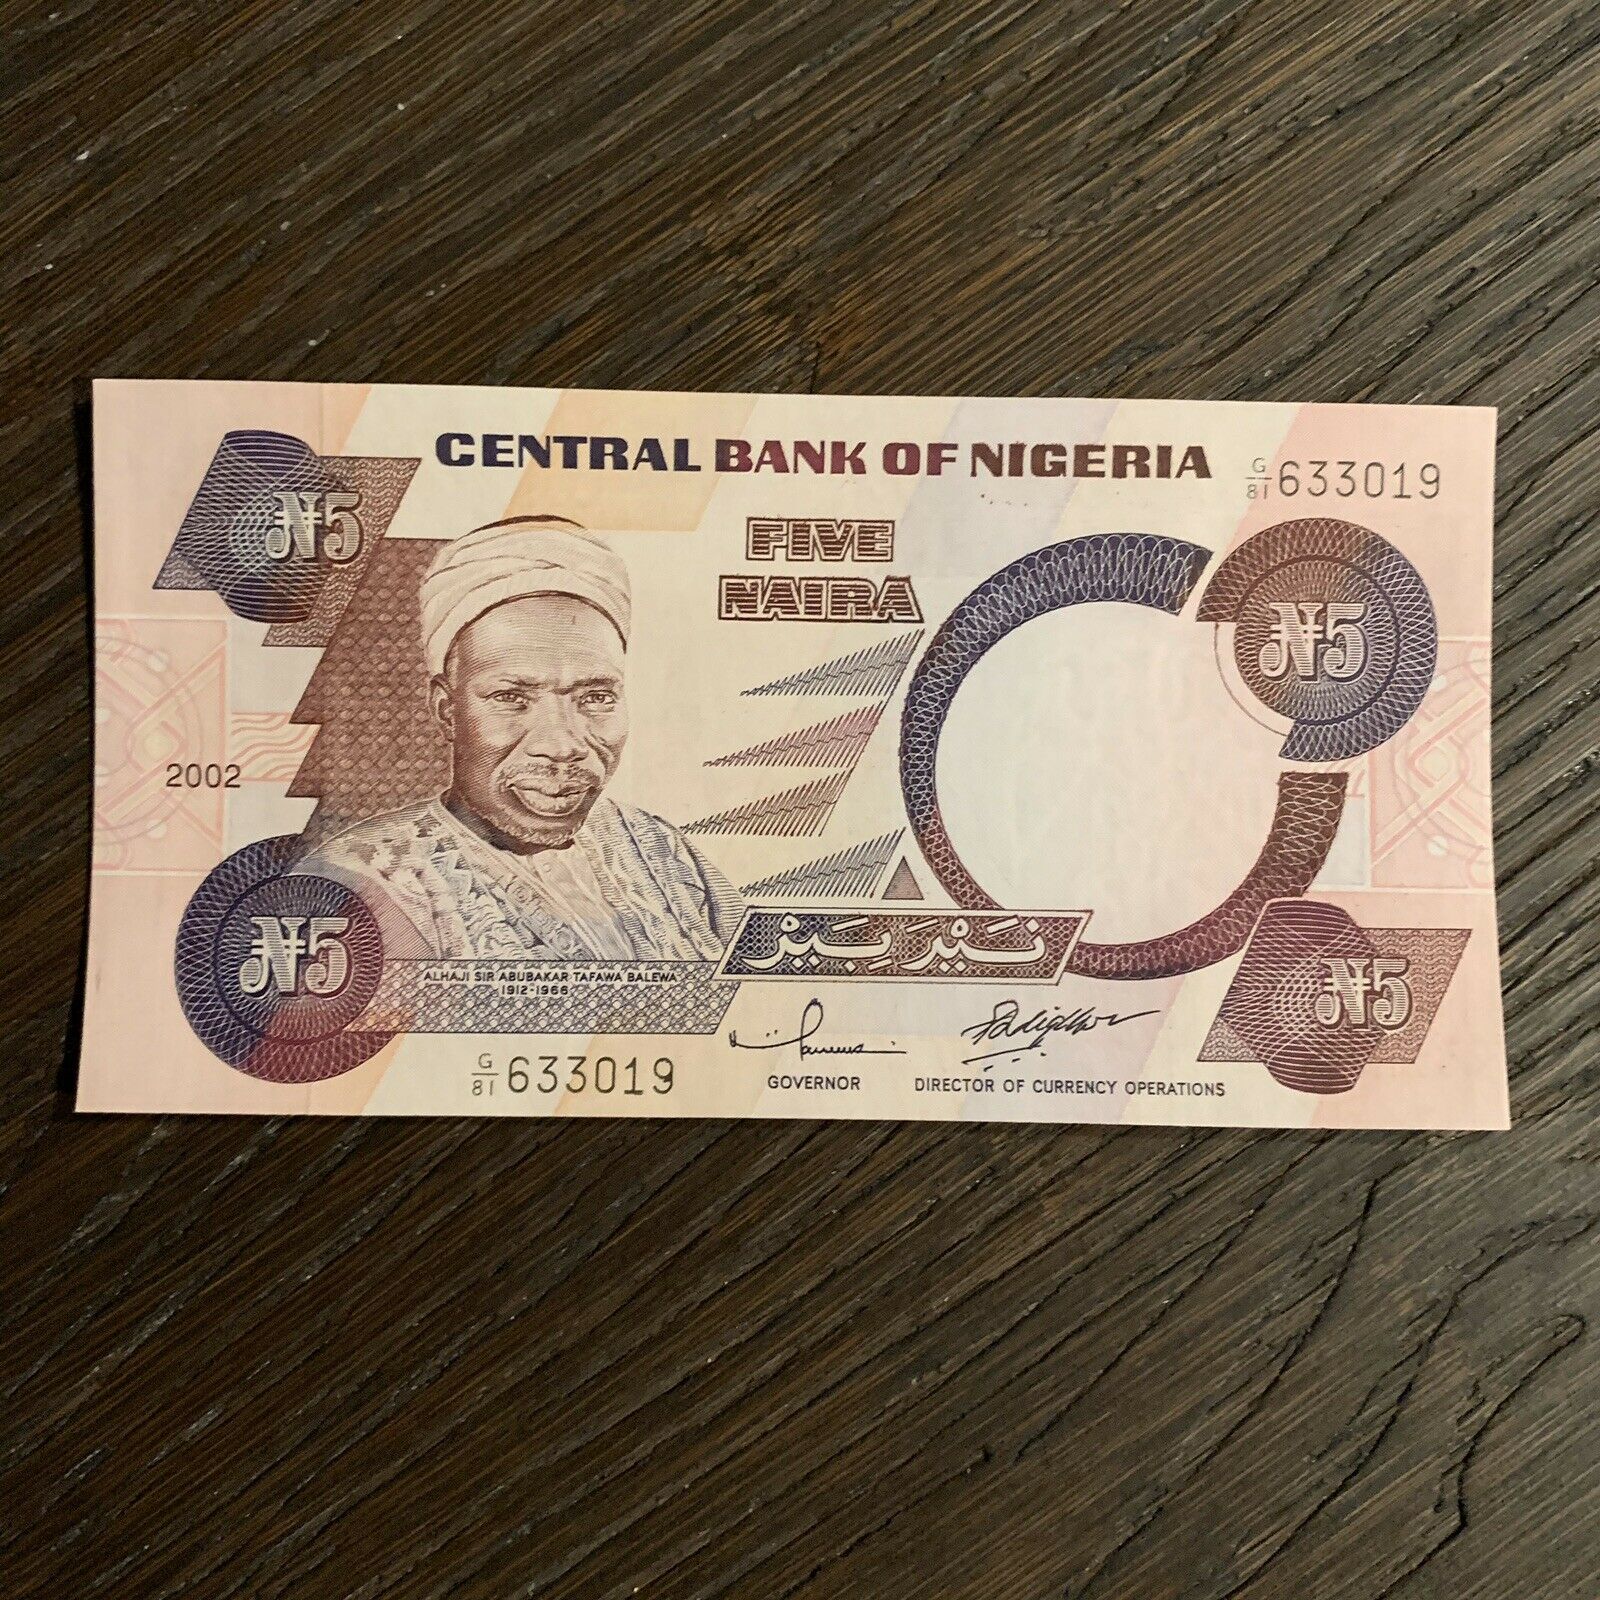 CENTRAL BANK OF NIGERIA
G/81 633019
₦5
FIVE
NAIRA
₦5
2002
₦5
نَيْرَ بِيَرْ
ALHAJI SIR ABUBAKAR TAFAWA BALEWA
1912-1966
₦5
G/81 633019
GOVERNOR
DIRECTOR OF CURRENCY OPERATIONS